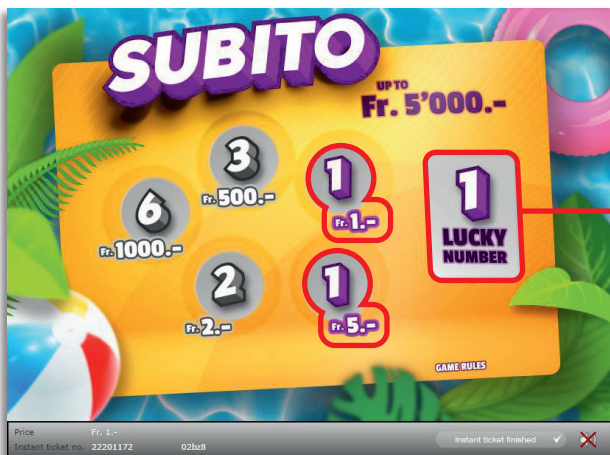 SUBITO
UP TO
Fr. 5'000.-
3
Fr. 500.-
1
Fr. 1.-
6
Fr. 1000.-
1
LUCKY
NUMBER
2
Fr. 2.-
1
Fr. 5.-
GAME RULES
Price Fr. 1.-
Instant ticket no. 22201172 02bz8
Instant ticket finished